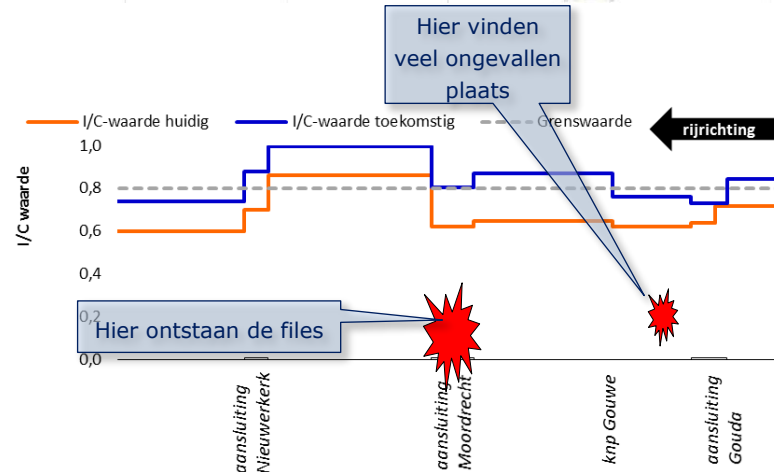 Hier vinden
veel ongevallen
plaats
I/C-waarde huidig
I/C-waarde toekomstig
Grenswaarde
rijrichting
I/C waarde
1,0
0,8
0,6
0,4
0,2
0,0
Hier ontstaan de files
aansluiting
Nieuwerkerk
aansluiting
Moordrecht
knp Gouwe
aansluiting
Gouda